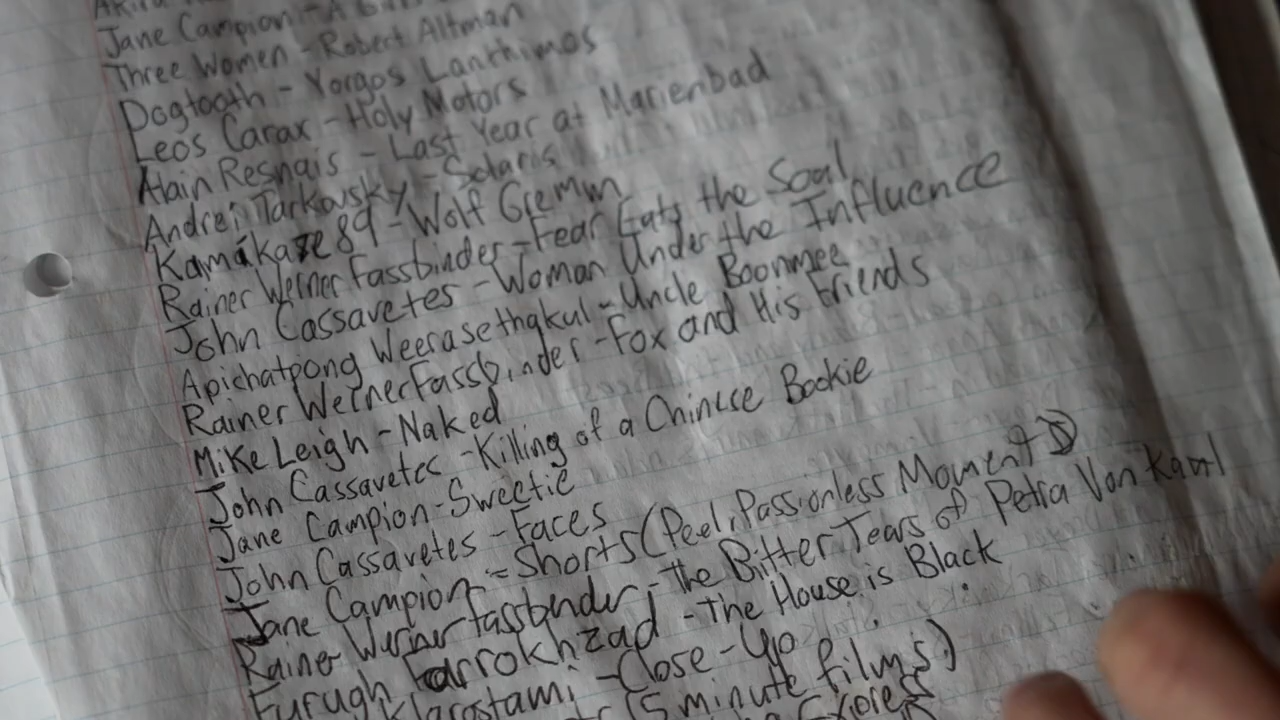 Jane Campion - A
Three Women - Robert Altman
Dogtooth - Yorgos Lanthimos
Leos Carax - Holy Motors
Alain Resnais - Last Year at Marienbad
Andrei Tarkovsky - Solaris
Kamakaze 89 - Wolf Gremm
Rainer Werner Fassbinder - Fear Eats the Soul
John Cassavetes - Woman Under the Influence
Apichatpong Weerasethakul - Uncle Boonmee
Rainer Werner Fassbinder - Fox and His Friends
Mike Leigh - Naked
John Cassavetes - Killing of a Chinese Bookie
Jane Campion - Sweetie
John Cassavetes - Faces
Jane Campion - Shorts (Peel, Passionless Moments)
Rainer Werner Fassbinder - The Bitter Tears of Petra Von Kant
Furugh Farrokhzad - The House is Black
Kiarostami - Close-Up
(5 minute films)